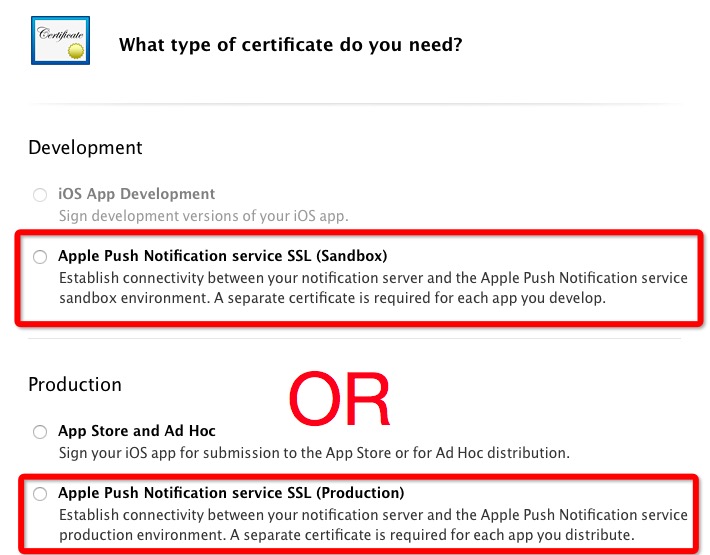 Certificate
What type of certificate do you need?
Development
iOS App Development
Sign development versions of your iOS app.
Apple Push Notification service SSL (Sandbox)
Establish connectivity between your notification server and the Apple Push Notification service
sandbox environment. A separate certificate is required for each app you develop.
Production
OR
App Store and Ad Hoc
Sign your iOS app for submission to the App Store or for Ad Hoc distribution.
Apple Push Notification service SSL (Production)
Establish connectivity between your notification server and the Apple Push Notification service
production environment. A separate certificate is required for each app you distribute.